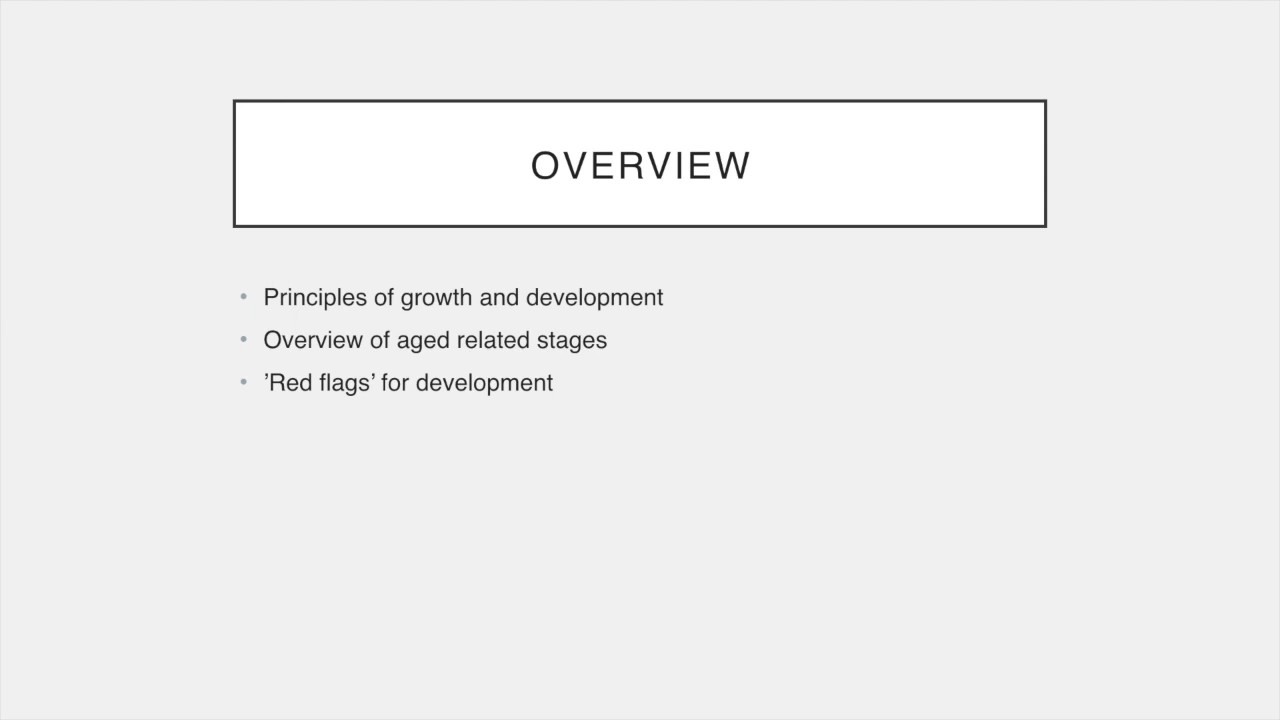 OVERVIEW
• Principles of growth and development
• Overview of aged related stages
• ’Red flags’ for development